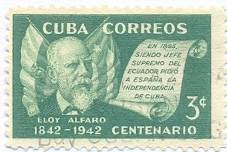 CUBA CORREOS
EN 1895,
SIENDO JEFE
SUPREMO DEL
ECUADOR PIDIÓ
A ESPAÑA LA
INDEPENDENCIA
DE CUBA.
3¢
ELOY ALFARO
1842-1942 CENTENARIO